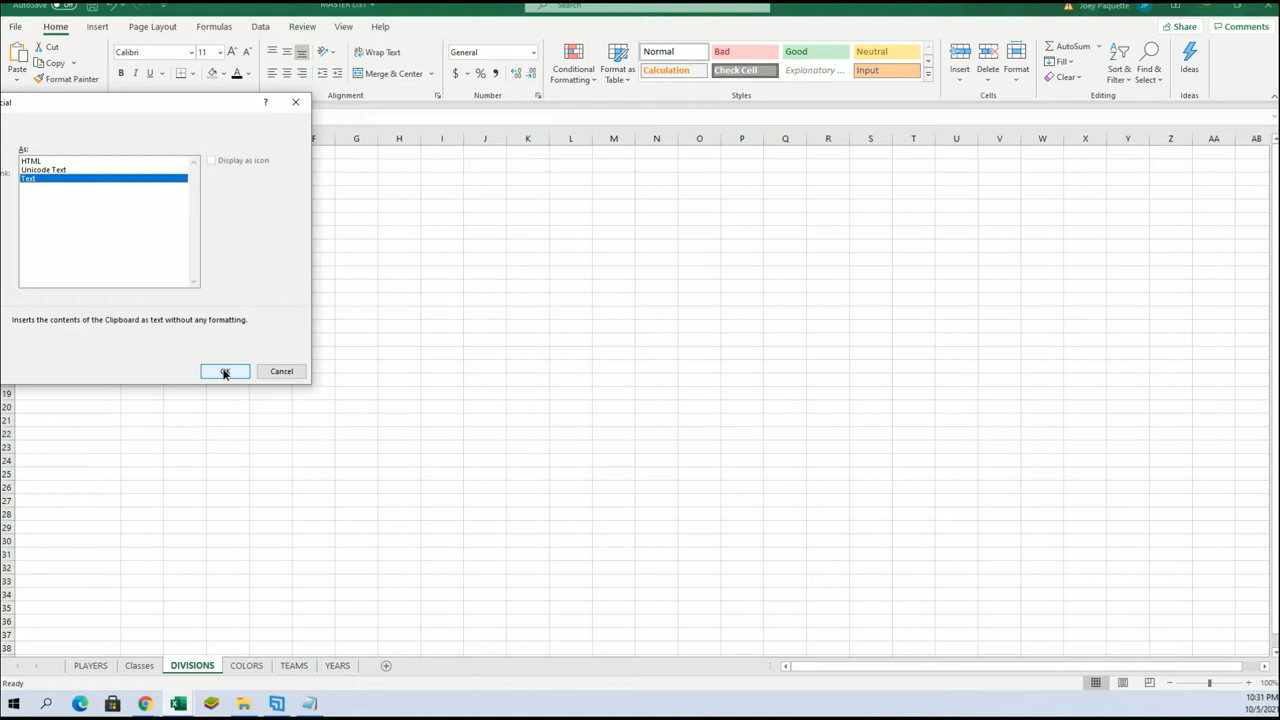 AutoSave Off MASTER LIST Search Joey Paquette JP
File Home Insert Page Layout Formulas Data Review View Help Share Comments
Cut Calibri 11 A A Wrap Text General Normal Bad Good Neutral AutoSum
Copy Fill
Paste Format Painter B I U A Merge & Center $ % Conditional Formatting Format as Table Calculation Check Cell Explanatory ... Input Insert Delete Format Clear Sort & Filter Find & Select Ideas
Alignment Number Styles Cells Editing Ideas
cial ? ×
F G H I J K L M N O P Q R S T U V W X Y Z AA AB
As:
HTML
Display as icon
Unicode Text
nk:
Text
Inserts the contents of the Clipboard as text without any formatting.
Cancel
19
20
21
22
23
24
25
26
27
28
29
30
31
32
33
34
35
36
37
38
PLAYERS Classes DIVISIONS COLORS TEAMS YEARS
Ready 100%
10:31 PM
10/5/202